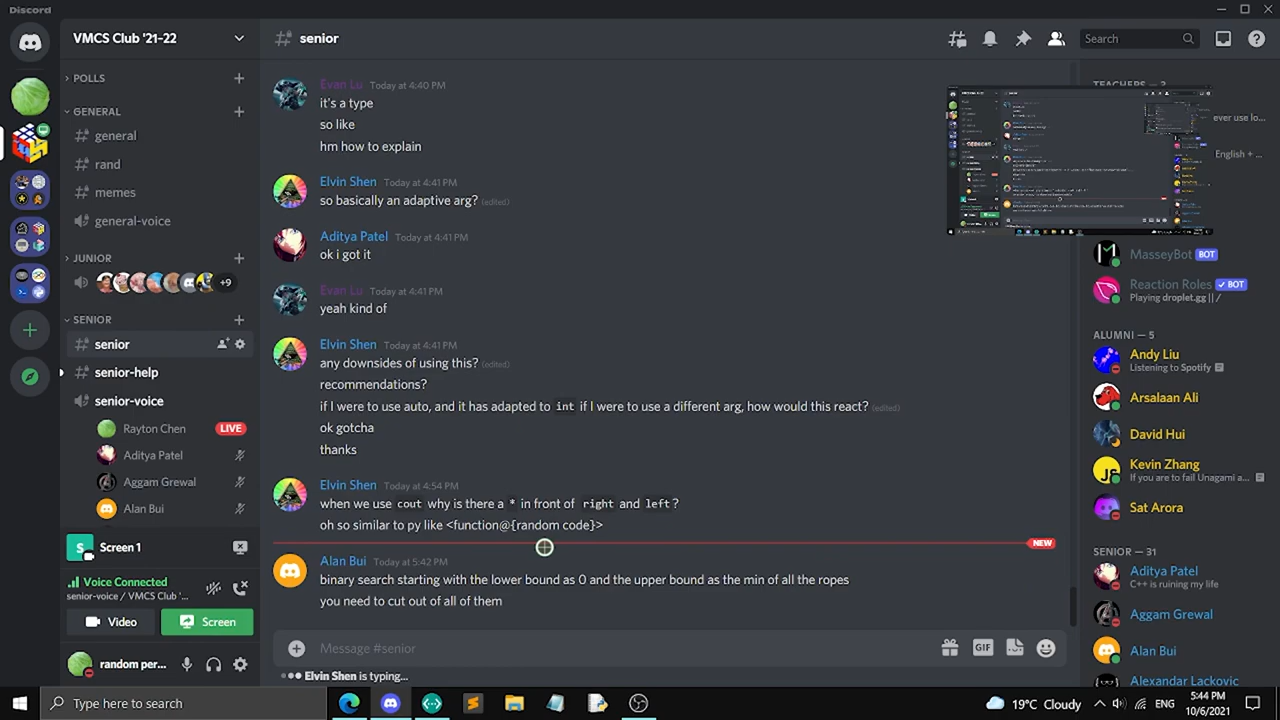 Discord
VMCS Club '21-22
senior
Search
POLLS
GENERAL
general
rand
memes
general-voice
JUNIOR
+9
SENIOR
senior
senior-help
senior-voice
Rayton Chen
LIVE
Aditya Patel
Aggam Grewal
Alan Bui
Screen 1
Voice Connected
senior-voice / VMCS Club '...
Video
Screen
random per...
Evan Lu Today at 4:40 PM
it's a type
so like
hm how to explain
Elvin Shen Today at 4:41 PM
so basically an adaptive arg? (edited)
Aditya Patel Today at 4:41 PM
ok i got it
Evan Lu Today at 4:41 PM
yeah kind of
Elvin Shen Today at 4:41 PM
any downsides of using this? (edited)
recommendations?
if I were to use auto, and it has adapted to int if I were to use a different arg, how would this react? (edited)
ok gotcha
thanks
Elvin Shen Today at 4:54 PM
when we use cout why is there a * in front of right and left?
oh so similar to py like <function@{random code}>
NEW
Alan Bui Today at 5:42 PM
binary search starting with the lower bound as 0 and the upper bound as the min of all the ropes
you need to cut out of all of them
Message #senior
GIF
Elvin Shen is typing...
ever use lo...
English + ...
MasseyBot BOT
Reaction Roles BOT
Playing droplet.gg || /
ALUMNI — 5
Andy Liu
Listening to Spotify
Arsalaan Ali
David Hui
Kevin Zhang
If you are to fail Unagami a...
Sat Arora
SENIOR — 31
Aditya Patel
C++ is ruining my life
Aggam Grewal
Alan Bui
Alexandar Lackovic
Type here to search
19°C Cloudy
ENG
5:44 PM
10/6/2021